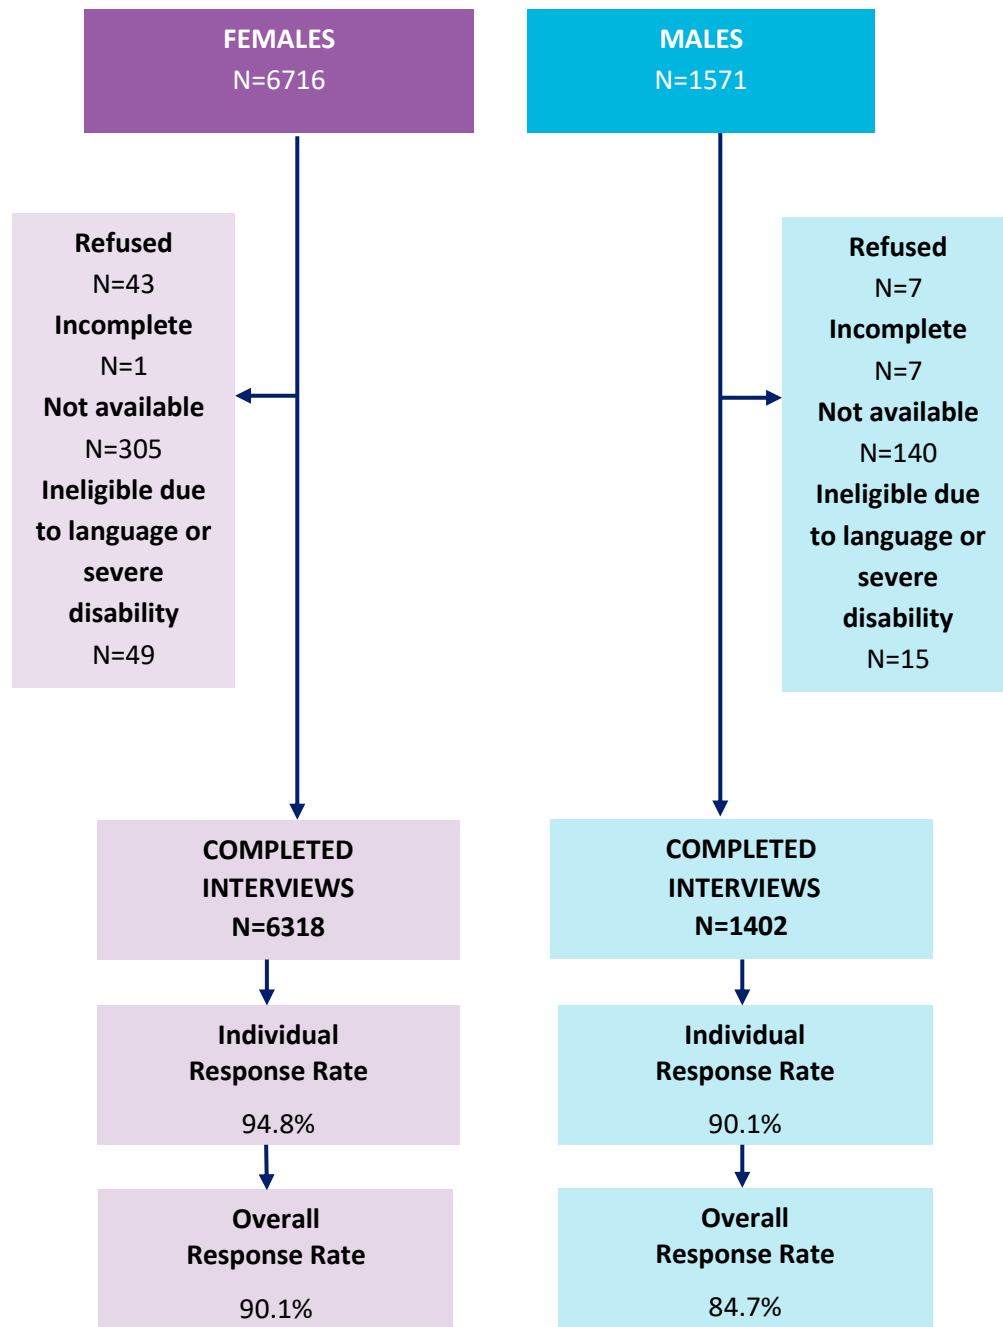 FEMALES
N=6716
Refused
N=43
Incomplete
N=1
Not available
N=305
Ineligible due
to language or
severe
disability
N=49
COMPLETED
INTERVIEWS
N=6318
Individual
Response Rate
94.8%
Overall
Response Rate
90.1%
MALES
N=1571
Refused
N=7
Incomplete
N=7
Not available
N=140
Ineligible due
to language or
severe
disability
N=15
COMPLETED
INTERVIEWS
N=1402
Individual
Response Rate
90.1%
Overall
Response Rate
84.7%